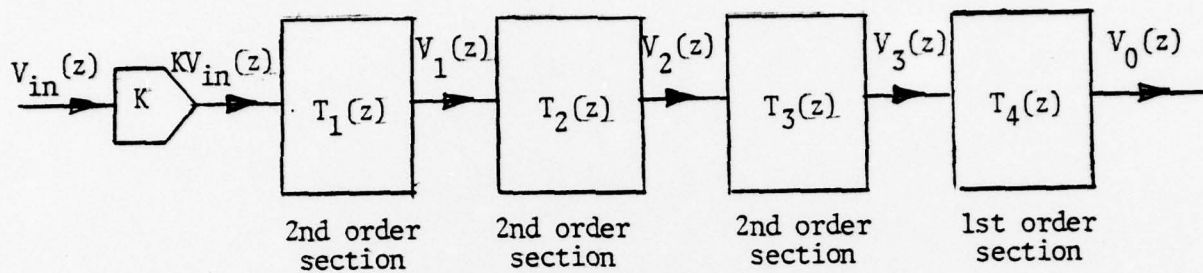 V_in(z)
K
KV_in(z)
T_1(z)
V_1(z)
T_2(z)
V_2(z)
T_3(z)
V_3(z)
T_4(z)
V_0(z)
2nd order
section
2nd order
section
2nd order
section
1st order
section